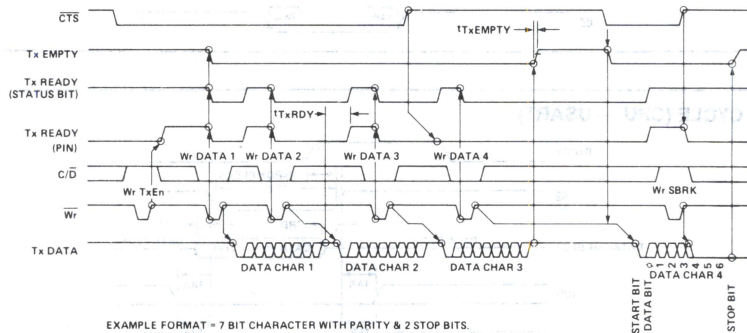 CTS
tTxEMPTY
Tx EMPTY
Tx READY
(STATUS BIT)
tTxRDY
Tx READY
(PIN)
Wr DATA 1 Wr DATA 2 Wr DATA 3 Wr DATA 4
C/D
Wr TxEn
Wr SBRK
Wr
Tx DATA
DATA CHAR 1 DATA CHAR 2 DATA CHAR 3
START BIT
DATA BIT
0 1 2 3 4 5 6
DATA CHAR 4
STOP BIT
EXAMPLE FORMAT = 7 BIT CHARACTER WITH PARITY & 2 STOP BITS.